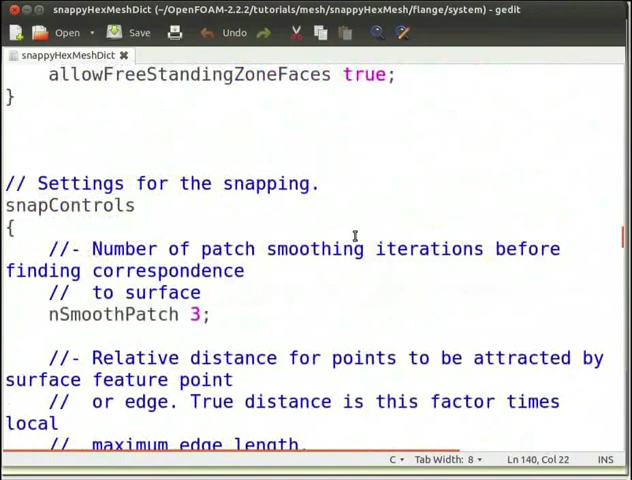 snappyHexMeshDict (~/OpenFOAM-2.2.2/tutorials/mesh/snappyHexMesh/flange/system) - gedit
Open Save Undo
snappyHexMeshDict
allowFreeStandingZoneFaces true;
}
// Settings for the snapping.
snapControls
{
//- Number of patch smoothing iterations before
finding correspondence
// to surface
nSmoothPatch 3;
//- Relative distance for points to be attracted by
surface feature point
// or edge. True distance is this factor times
local
// maximum edge length.
C Tab Width: 8 Ln 140, Col 22 INS